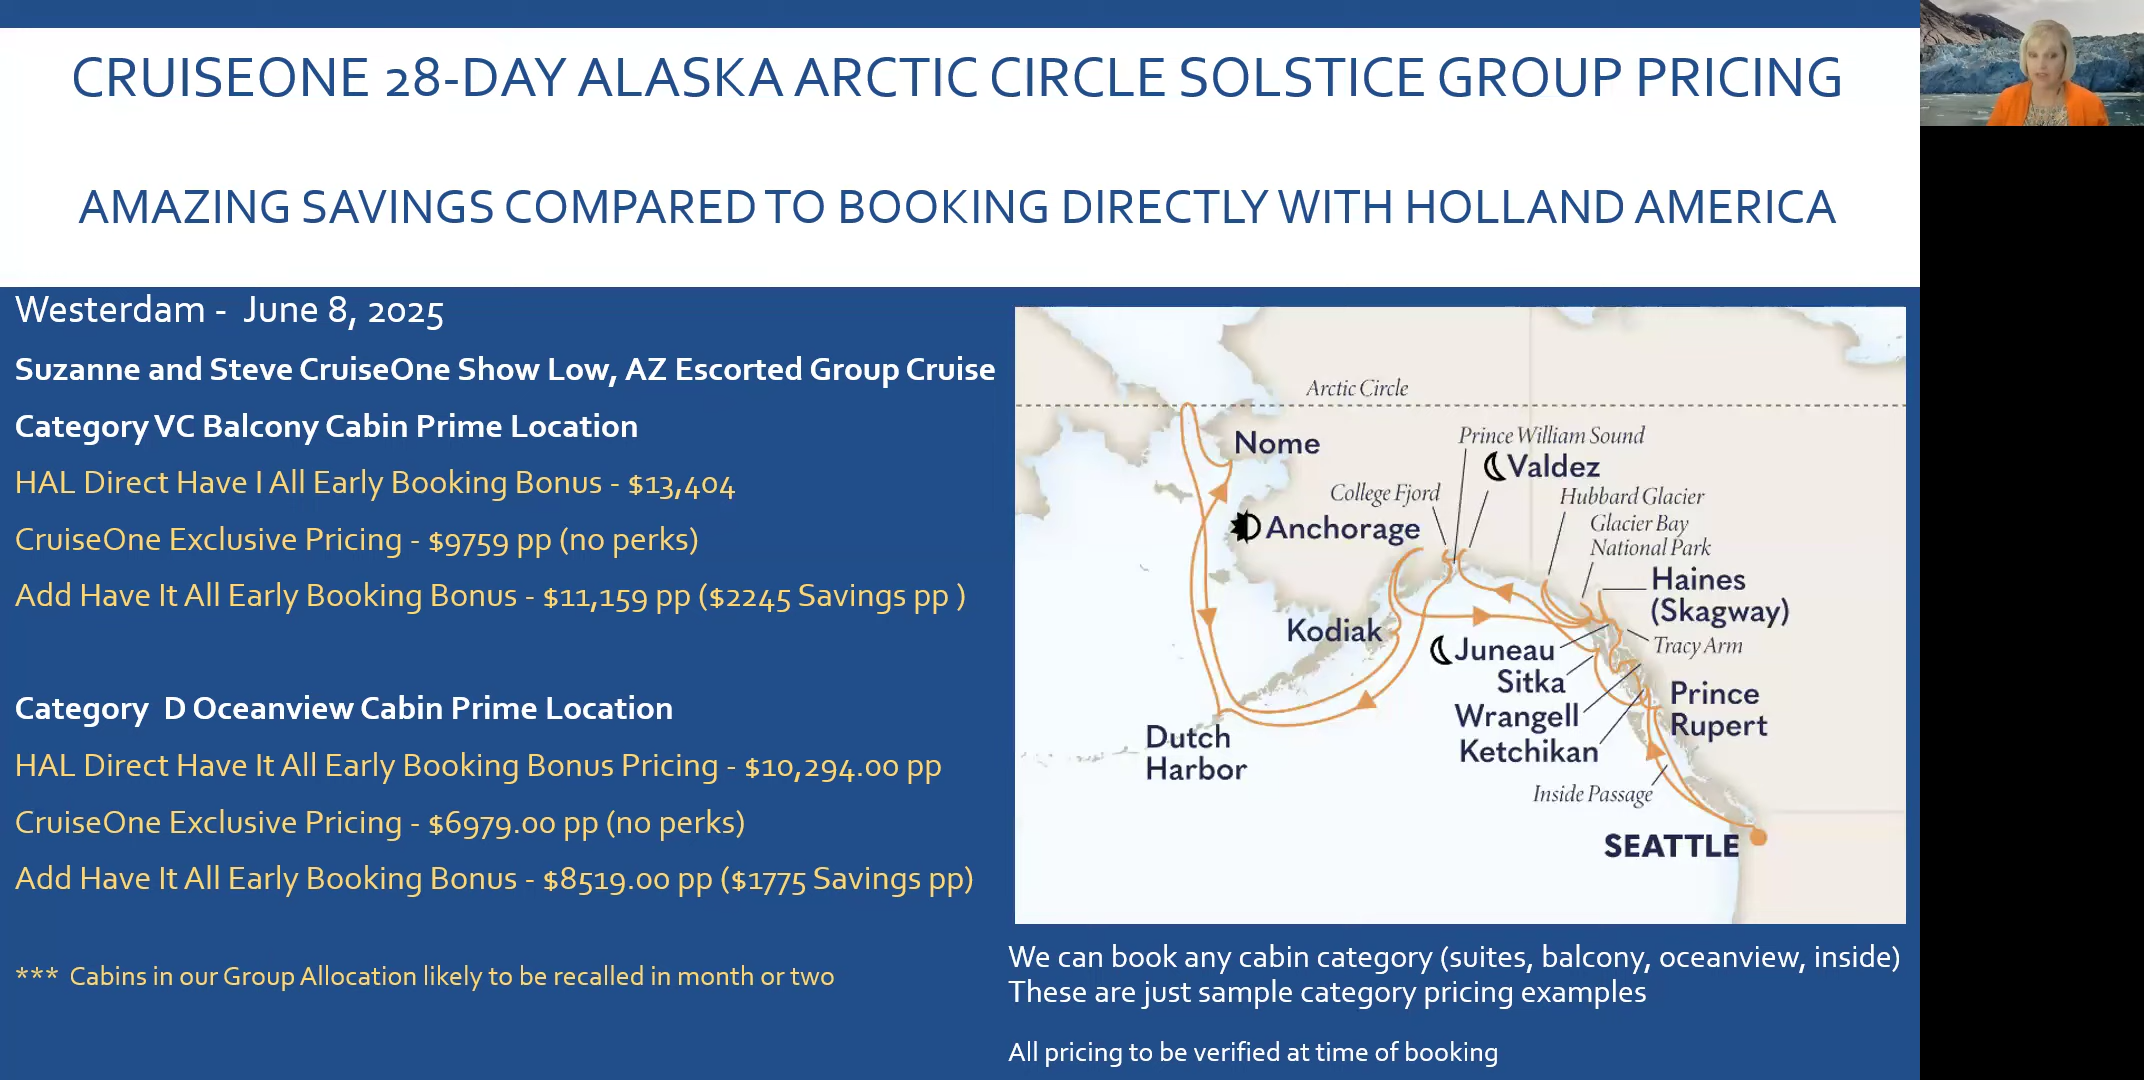 CRUISEONE 28-DAY ALASKA ARCTIC CIRCLE SOLSTICE GROUP PRICING
AMAZING SAVINGS COMPARED TO BOOKING DIRECTLY WITH HOLLAND AMERICA
Westerdam - June 8, 2025
Suzanne and Steve CruiseOne Show Low, AZ Escorted Group Cruise
Category VC Balcony Cabin Prime Location
HAL Direct Have I All Early Booking Bonus - $13,404
CruiseOne Exclusive Pricing - $9759 pp (no perks)
Add Have It All Early Booking Bonus - $11,159 pp ($2245 Savings pp )
Category D Oceanview Cabin Prime Location
HAL Direct Have It All Early Booking Bonus Pricing - $10,294.00 pp
CruiseOne Exclusive Pricing - $6979.00 pp (no perks)
Add Have It All Early Booking Bonus - $8519.00 pp ($1775 Savings pp)
*** Cabins in our Group Allocation likely to be recalled in month or two
Arctic Circle
Nome
Prince William Sound
Valdez
College Fjord
Hubbard Glacier
Anchorage
Glacier Bay
National Park
Haines
(Skagway)
Kodiak
Juneau
Tracy Arm
Sitka
Prince
Rupert
Wrangell
Ketchikan
Dutch
Harbor
Inside Passage
SEATTLE
We can book any cabin category (suites, balcony, oceanview, inside)
These are just sample category pricing examples
All pricing to be verified at time of booking